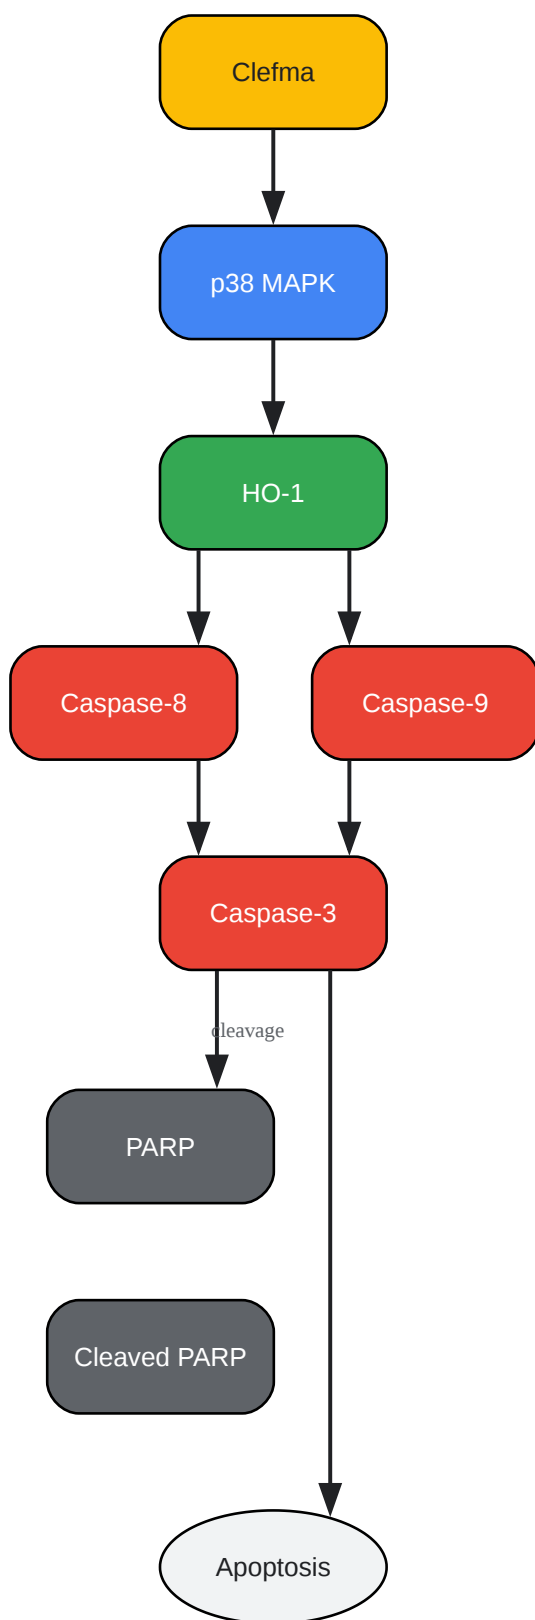 Clefma
p38 MAPK
HO-1
Caspase-8
Caspase-9
Caspase-3
cleavage
PARP
Cleaved PARP
Apoptosis